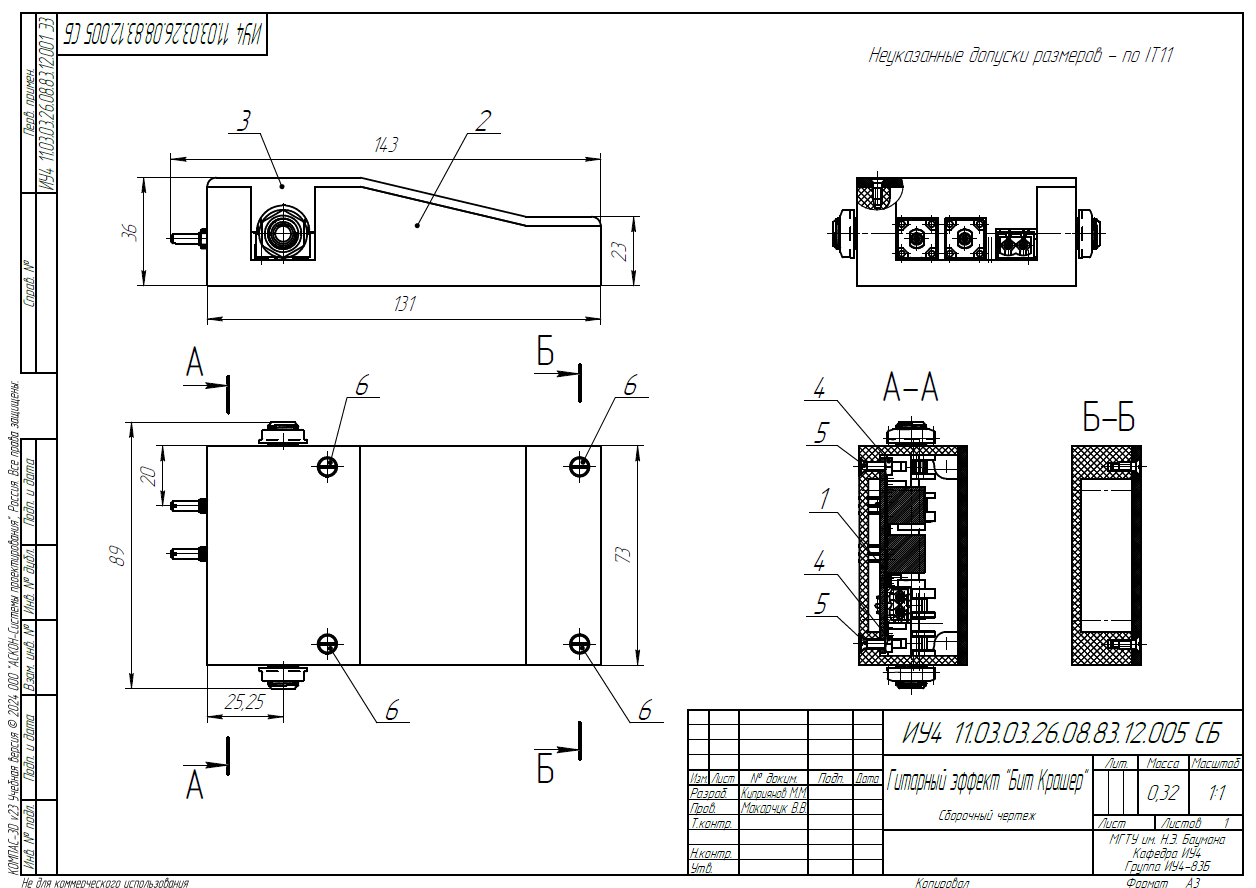 ИУ4 11.03.03.26.08.83.12.005 СБ
Неуказанные допуски размеров – по IT11
Перв. примен.
ИУ4 11.03.03.26.08.83.12.001 ЭЗ
Справ. №
3
2
143
36
23
131
А
Б
6
6
20
89
73
25,25
6
6
А
Б
А–А
Б–Б
4
5
1
4
5
КОМПАС-3D v23 Учебная версия © 2024 ООО "АСКОН-Системы проектирования", Россия. Все права защищены.
Подп. и дата
Инв. № дубл.
Взам. инв. №
Подп. и дата
Инв. № подл.
ИУ4 11.03.03.26.08.83.12.005 СБ
Изм. Лист № докум. Подп. Дата
Разраб. Киприянов М.М.
Пров. Макарчук В.В.
Т.контр.
Н.контр.
Утв.
Гитарный эффект "Бит Крашер"
Сборочный чертеж
Лит. Масса Масштаб
0,32 1:1
Лист Листов 1
МГТУ им. Н.Э. Баумана
Кафедра ИУ4
Группа ИУ4-83Б
Не для коммерческого использования
Копировал
Формат А3